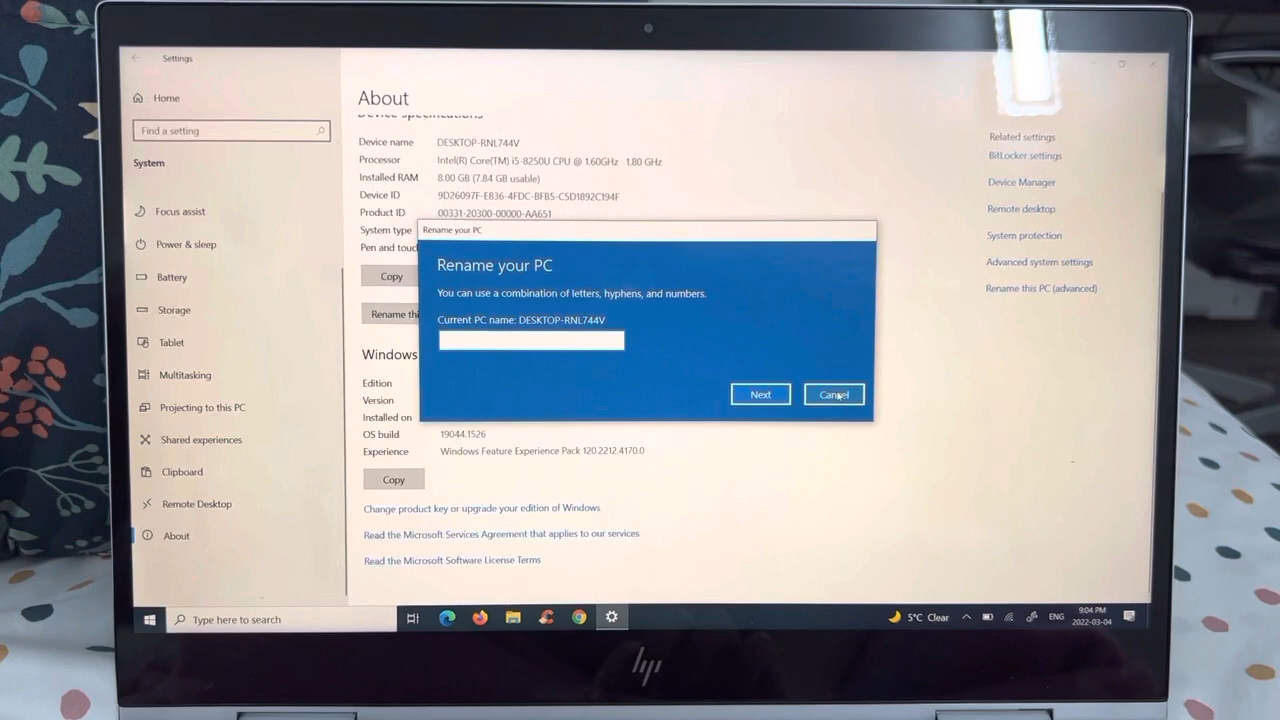 Settings
Home
Find a setting
System
Focus assist
Power & sleep
Battery
Storage
Tablet
Multitasking
Projecting to this PC
Shared experiences
Clipboard
Remote Desktop
About
About
Device specifications
Device name DESKTOP-RNL744V
Processor Intel(R) Core(TM) i5-8250U CPU @ 1.60GHz 1.80 GHz
Installed RAM 8.00 GB (7.84 GB usable)
Device ID 9D26097F-E836-4FDC-BFB5-C5D1892C194F
Product ID 00331-20300-00000-AA651
System type
Pen and touc
Copy
Rename thi
Rename your PC
Rename your PC
You can use a combination of letters, hyphens, and numbers.
Current PC name: DESKTOP-RNL744V
Next Cancel
Windows
Edition
Version
Installed on
OS build 19044.1526
Experience Windows Feature Experience Pack 120.2212.4170.0
Copy
Change product key or upgrade your edition of Windows
Read the Microsoft Services Agreement that applies to our services
Read the Microsoft Software License Terms
Related settings
BitLocker settings
Device Manager
Remote desktop
System protection
Advanced system settings
Rename this PC (advanced)
Type here to search
5°C Clear
ENG
9:04 PM
2022-03-04
hp